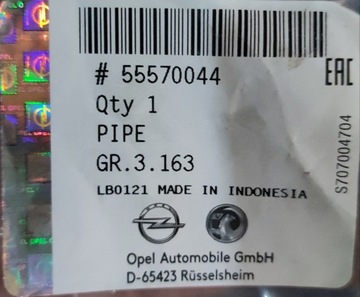 # 55570044
Qty 1
PIPE
GR.3.163
LB0121 MADE IN INDONESIA
Opel Automobile GmbH
D-65423 Rüsselsheim
EAC
S707004704